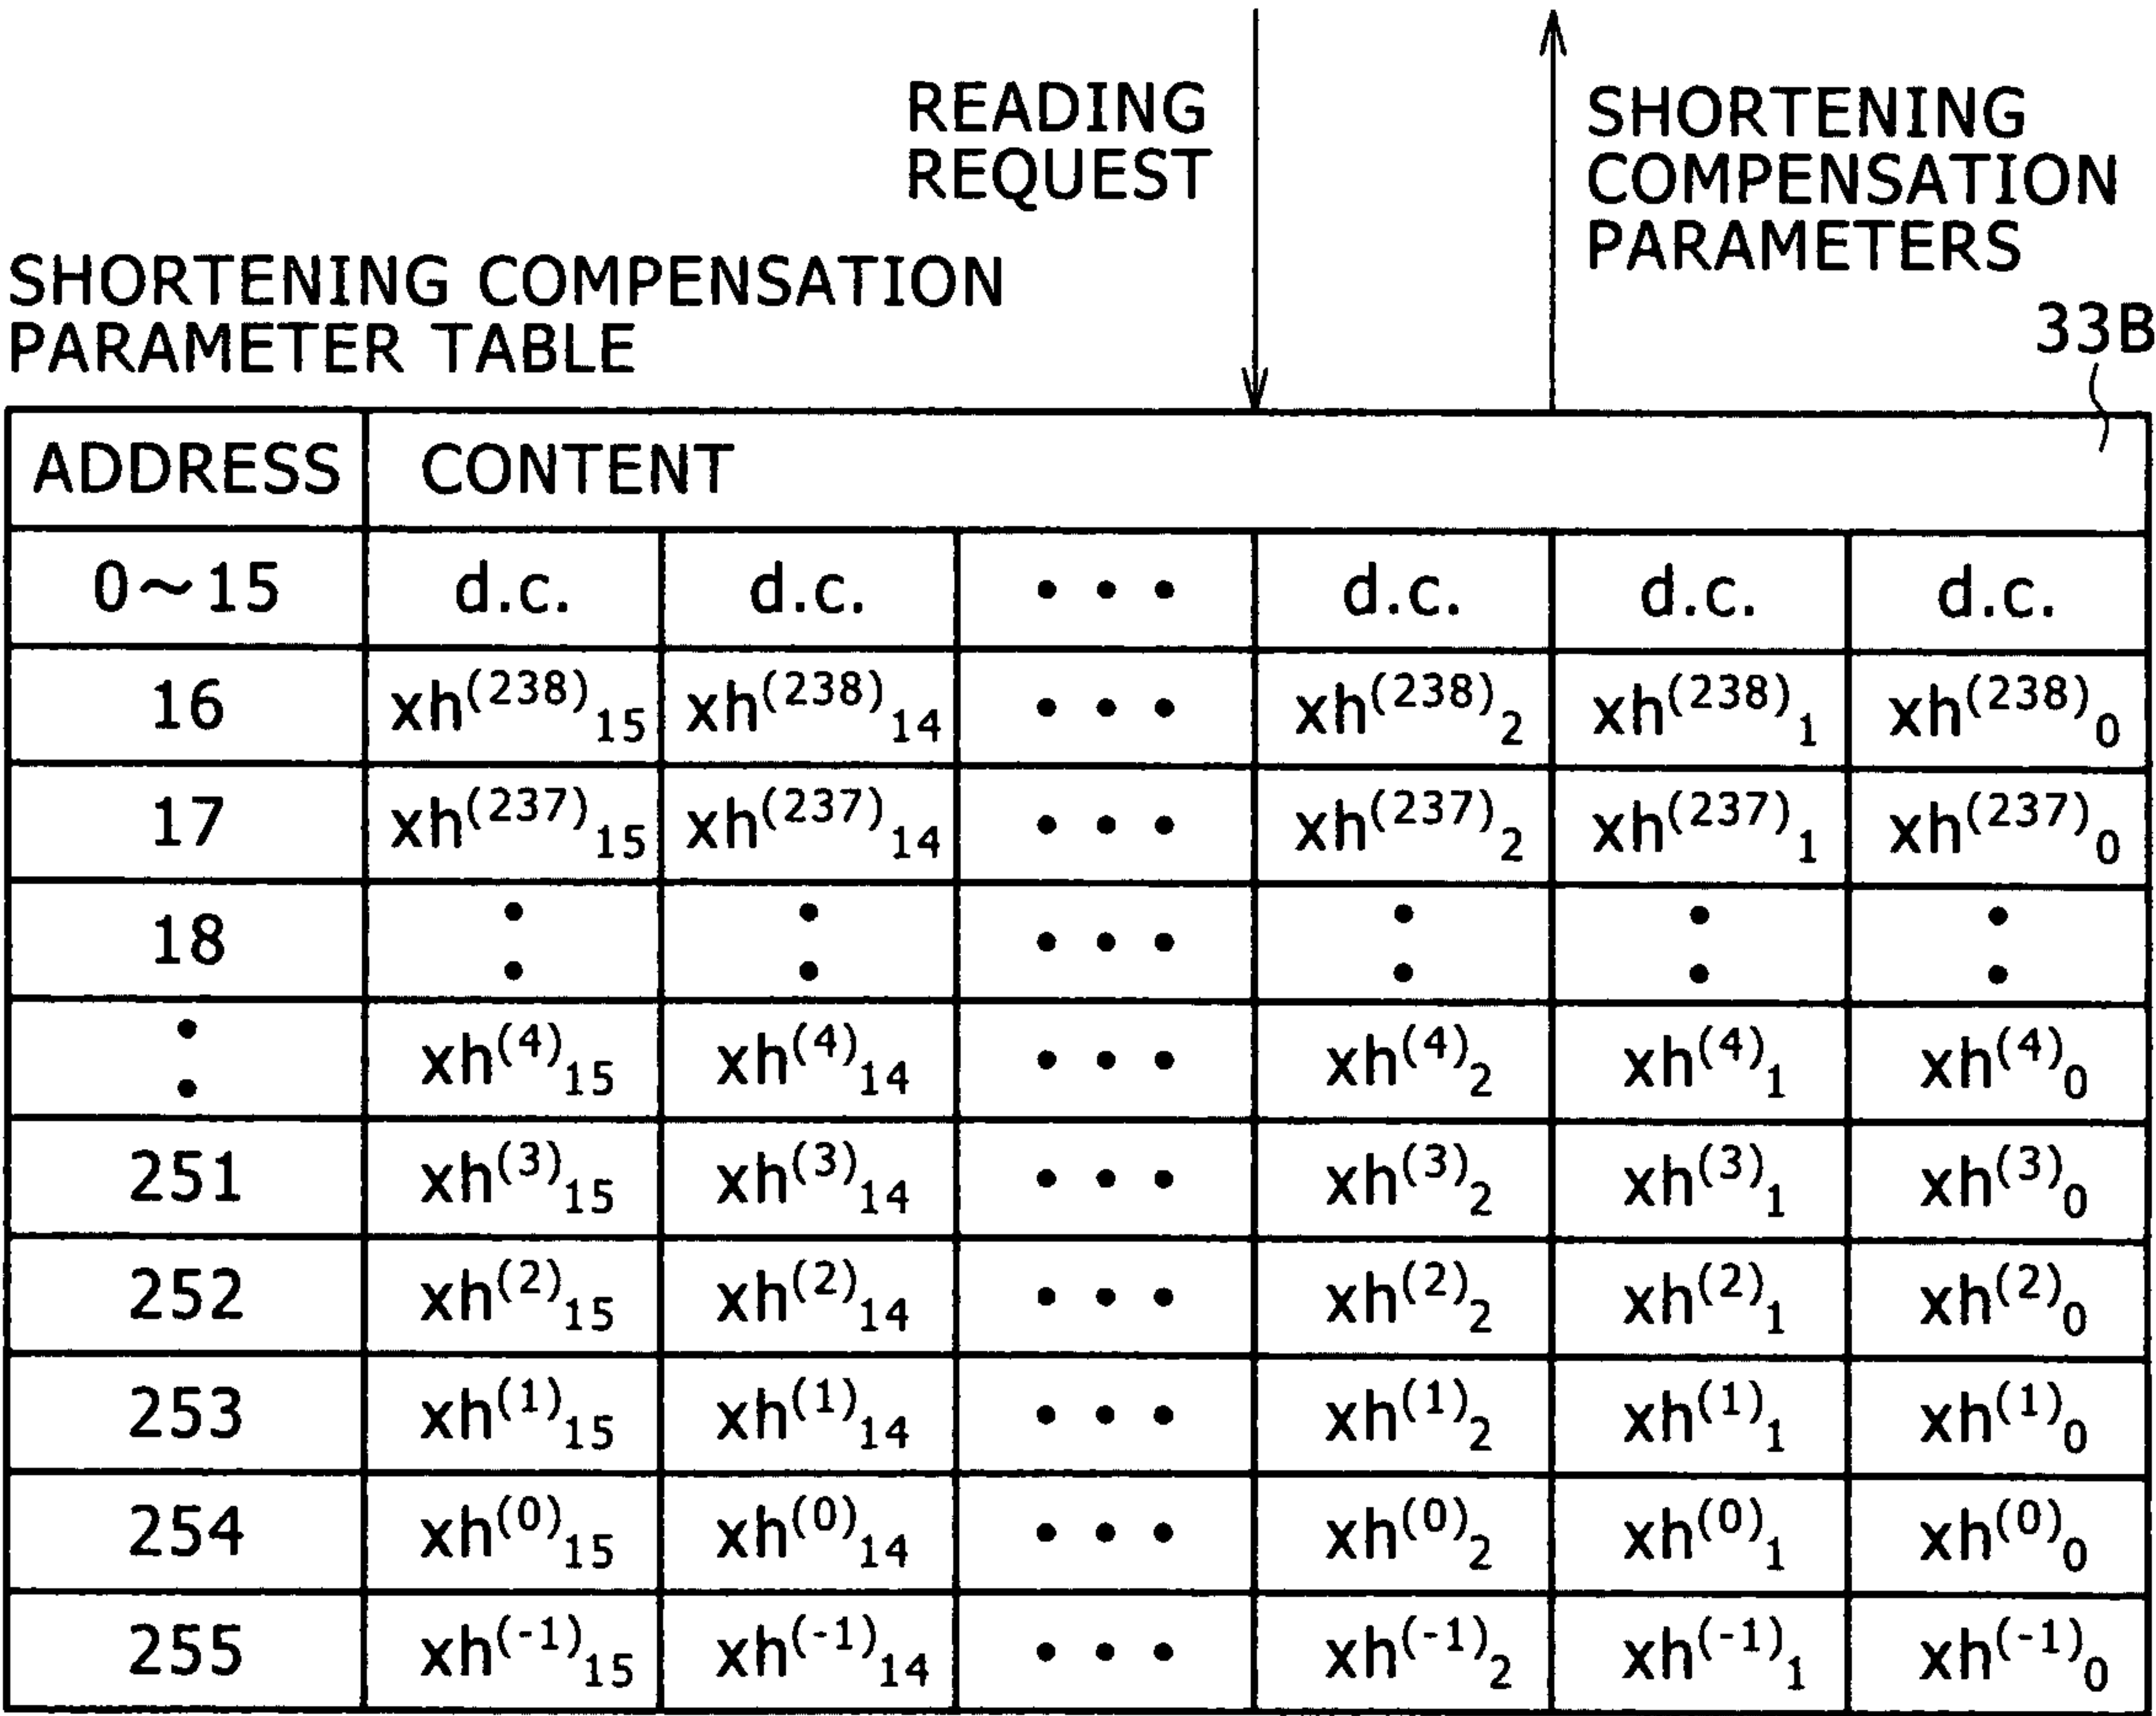 READING
REQUEST
SHORTENING
COMPENSATION
PARAMETERS
SHORTENING COMPENSATION
PARAMETER TABLE
33B
ADDRESS CONTENT
0~15 d.c. d.c. • • • d.c. d.c. d.c.
16 xh(238)15 xh(238)14 • • • xh(238)2 xh(238)1 xh(238)0
17 xh(237)15 xh(237)14 • • • xh(237)2 xh(237)1 xh(237)0
18 : : • • • : : :
: xh(4)15 xh(4)14 • • • xh(4)2 xh(4)1 xh(4)0
251 xh(3)15 xh(3)14 • • • xh(3)2 xh(3)1 xh(3)0
252 xh(2)15 xh(2)14 • • • xh(2)2 xh(2)1 xh(2)0
253 xh(1)15 xh(1)14 • • • xh(1)2 xh(1)1 xh(1)0
254 xh(0)15 xh(0)14 • • • xh(0)2 xh(0)1 xh(0)0
255 xh(-1)15 xh(-1)14 • • • xh(-1)2 xh(-1)1 xh(-1)0